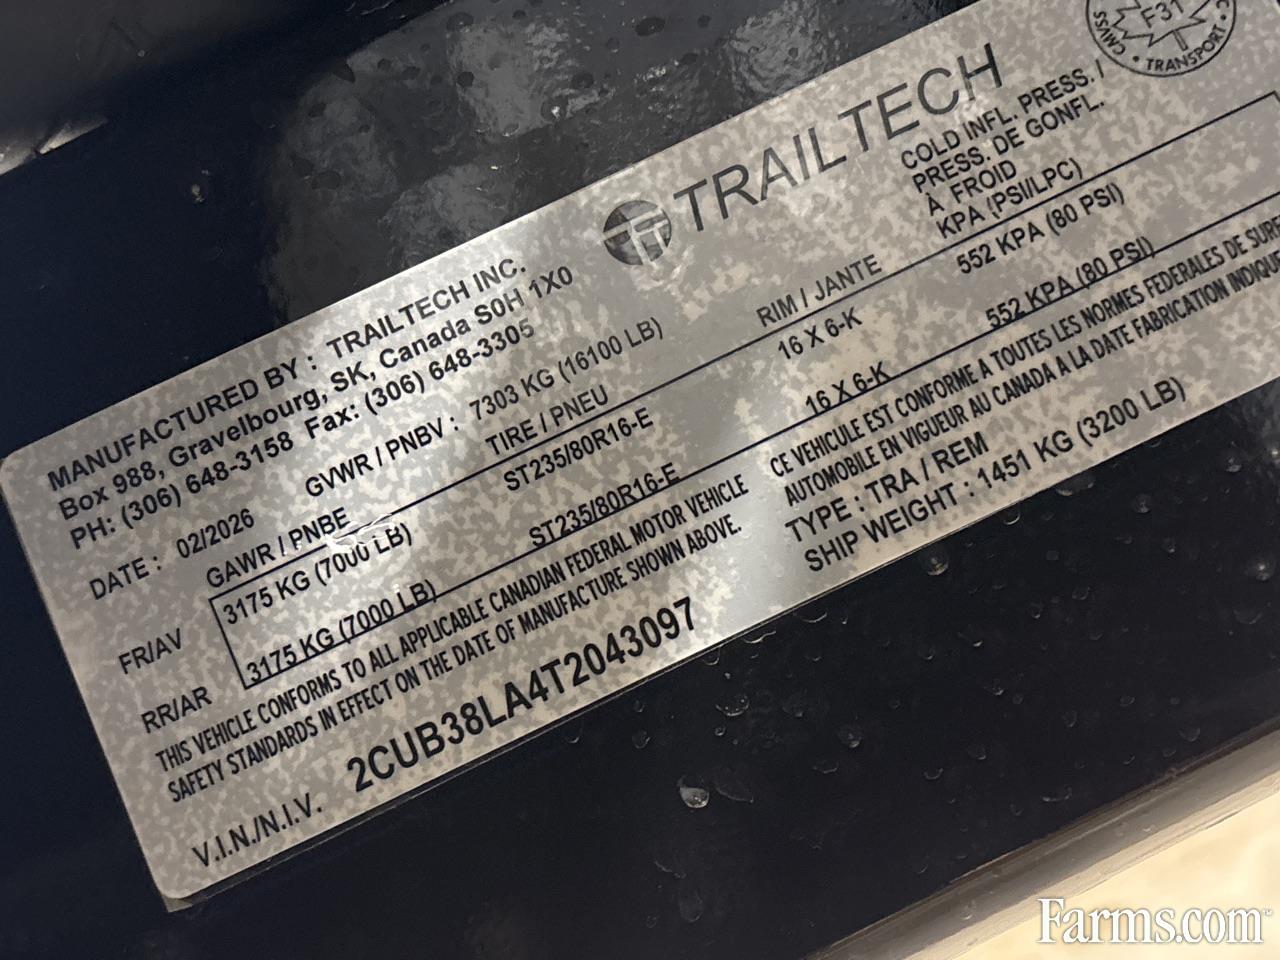 MANUFACTURED BY : TRAILTECH INC.
Box 988, Gravelbourg, SK, Canada S0H 1X0
PH: (306) 648-3158 Fax: (306) 648-3305
TT TRAILTECH
CMVSS
F31
TRANSPORT
DATE : 02/2026
GVWR / PNBV : 7303 KG (16100 LB)
GAWR / PNBE
TIRE / PNEU
RIM / JANTE
COLD INFL. PRESS. /
PRESS. DE GONFL.
À FROID
KPA (PSI/LPC)
FR/AV 3175 KG (7000 LB) ST235/80R16-E 16 X 6-K 552 KPA (80 PSI)
RR/AR 3175 KG (7000 LB) ST235/80R16-E 16 X 6-K 552 KPA (80 PSI)
THIS VEHICLE CONFORMS TO ALL APPLICABLE CANADIAN FEDERAL MOTOR VEHICLE
SAFETY STANDARDS IN EFFECT ON THE DATE OF MANUFACTURE SHOWN ABOVE.
CE VEHICULE EST CONFORME A TOUTES LES NORMES FEDERALES DE SURE
AUTOMOBILE EN VIGUEUR AU CANADA A LA DATE FABRICATION INDIQUE
TYPE : TRA / REM
SHIP WEIGHT : 1451 KG (3200 LB)
V.I.N./N.I.V. 2CUB38LA4T2043097
Farms.com™